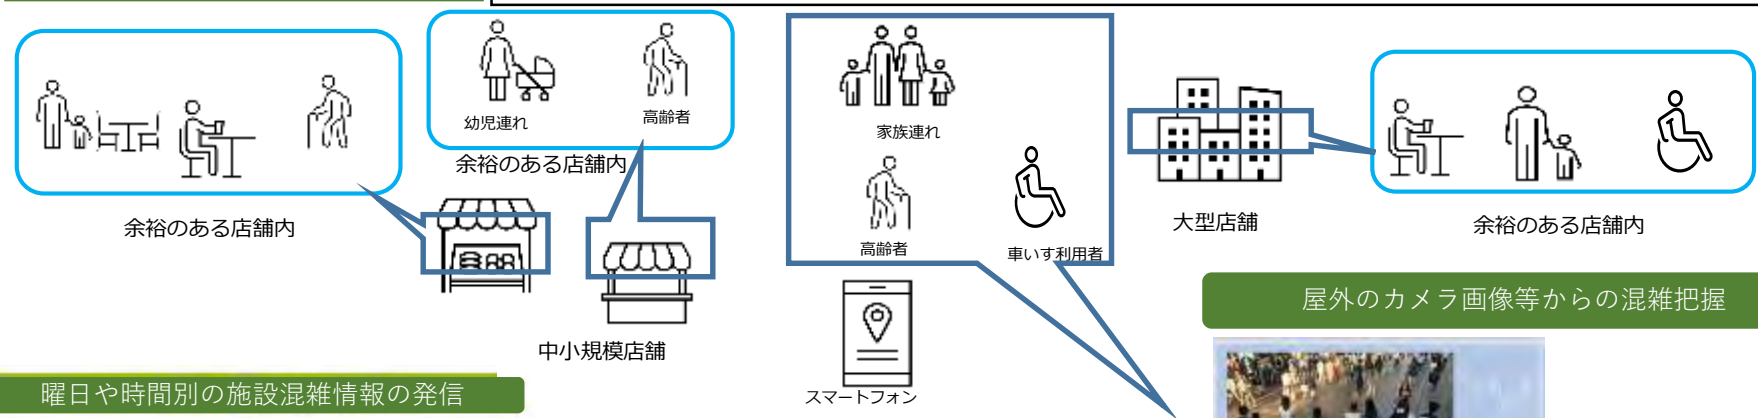 幼児連れ
高齢者
余裕のある店舗内
余裕のある店舗内
中小規模店舗
家族連れ
高齢者
車いす利用者
スマートフォン
大型店舗
余裕のある店舗内
屋外のカメラ画像等からの混雑把握
曜日や時間別の施設混雑情報の発信